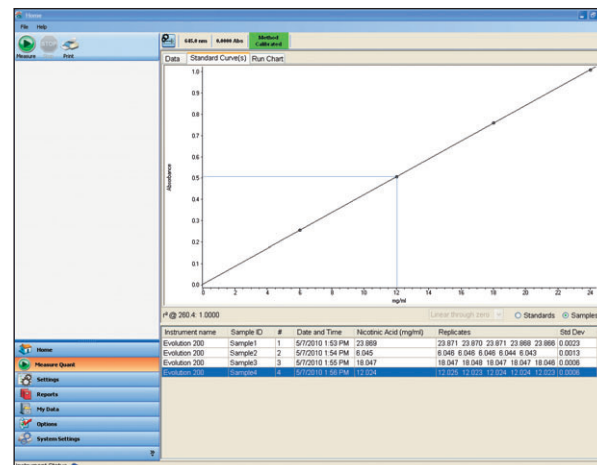 Home
File Help
Measure Print
645.0 nm 0.0000 Abs Method Calibrated
Data Standard Curve(s) Run Chart
1.0
0.9
0.8
0.7
0.6
0.5
0.4
0.3
0.2
0.1
0.0
Absorbance
0 2 4 6 8 10 12 14 16 18 20 22 24
mg/ml
r² @ 260.4: 1.0000 Linear through zero Standards Samples
Instrument name Sample ID # Date and Time Nicotinic Acid (mg/ml) Replicates Std Dev
Evolution 200 Sample1 1 5/7/2010 1:53 PM 23.869 23.871 23.870 23.871 23.868 23.866 0.0023
Evolution 200 Sample2 2 5/7/2010 1:54 PM 6.045 6.046 6.046 6.046 6.044 6.043 0.0013
Evolution 200 Sample3 3 5/7/2010 1:55 PM 18.047 18.047 18.048 18.047 18.047 18.046 0.0006
Evolution 200 Sample4 4 5/7/2010 1:56 PM 12.024 12.025 12.023 12.024 12.024 12.023 0.0008
Home
Measure Quant
Settings
Reports
My Data
Options
System Settings
Instrument Status